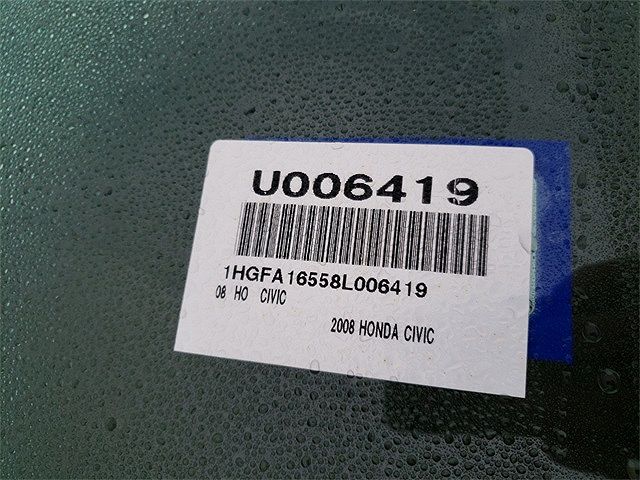 U006419
1HGFA16558L006419
08 HO CIVIC
2008 HONDA CIVIC